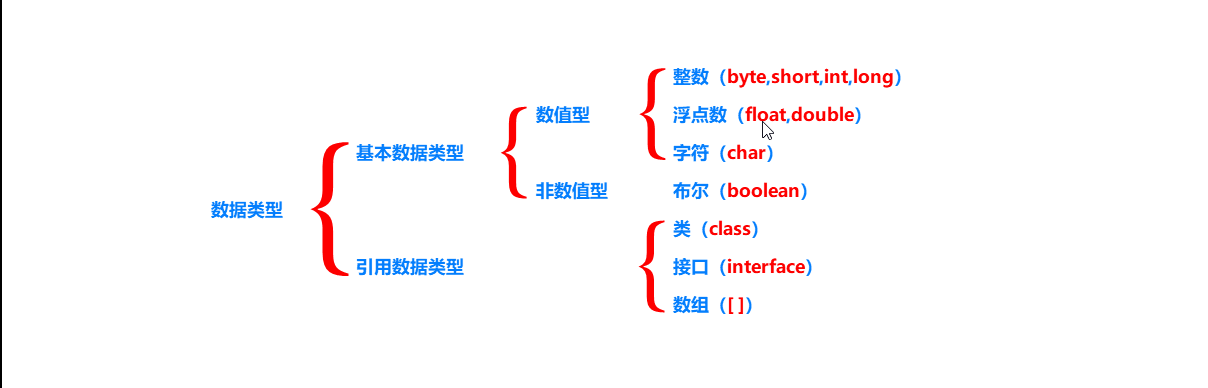 整数（byte,short,int,long）
数值型
浮点数（float,double）
基本数据类型
字符（char）
非数值型
布尔（boolean）
数据类型
类（class）
引用数据类型
接口（interface）
数组（[ ]）